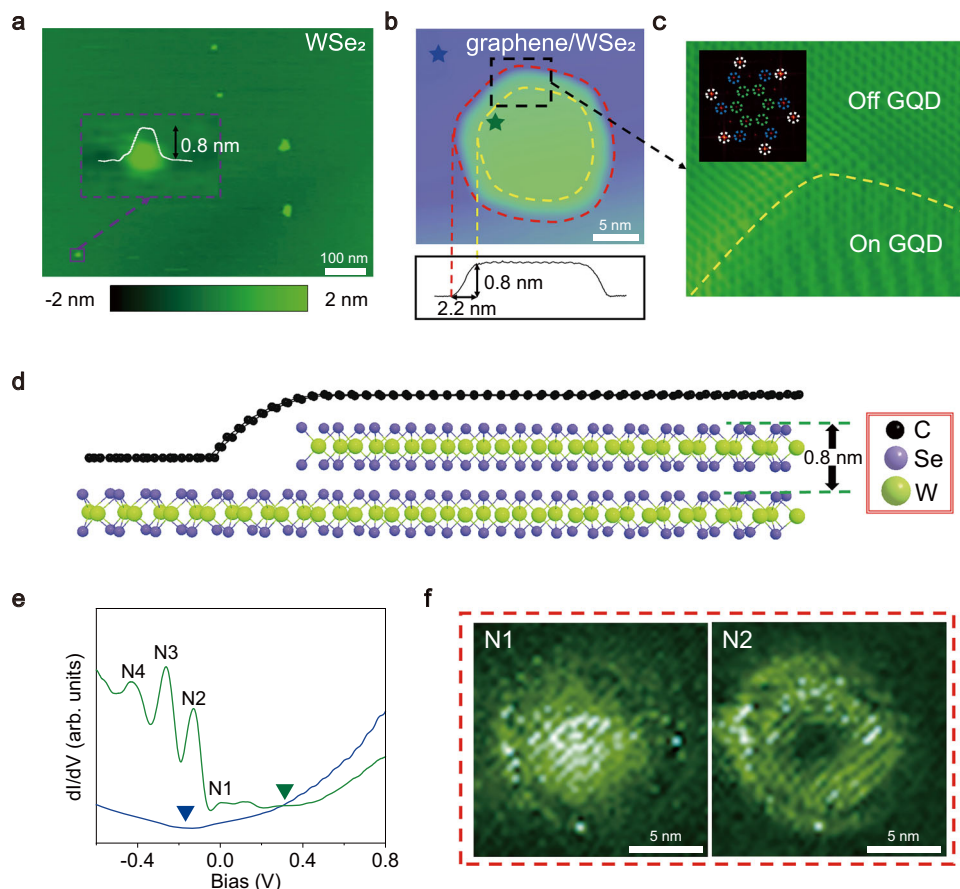 a
WSe₂
0.8 nm
100 nm
-2 nm
2 nm
b
graphene/WSe₂
5 nm
0.8 nm
2.2 nm
c
Off GQD
On GQD
d
0.8 nm
C
Se
W
e
dI/dV (arb. units)
N4
N3
N2
N1
-0.4
0.0
0.4
0.8
Bias (V)
f
N1
5 nm
N2
5 nm